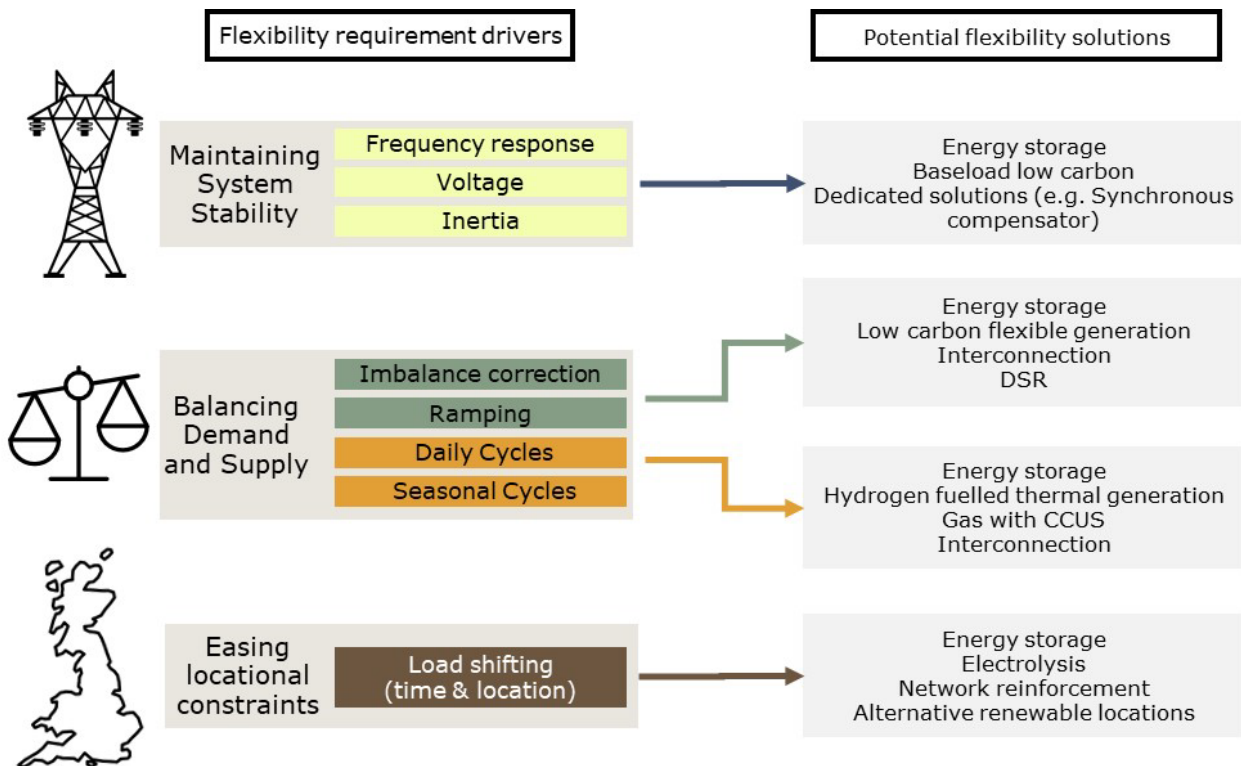 Flexibility requirement drivers
Potential flexibility solutions
Maintaining
System
Stability
Frequency response
Voltage
Inertia
Energy storage
Baseload low carbon
Dedicated solutions (e.g. Synchronous
compensator)
Balancing
Demand
and Supply
Imbalance correction
Ramping
Daily Cycles
Seasonal Cycles
Energy storage
Low carbon flexible generation
Interconnection
DSR
Energy storage
Hydrogen fuelled thermal generation
Gas with CCUS
Interconnection
Easing
locational
constraints
Load shifting
(time & location)
Energy storage
Electrolysis
Network reinforcement
Alternative renewable locations